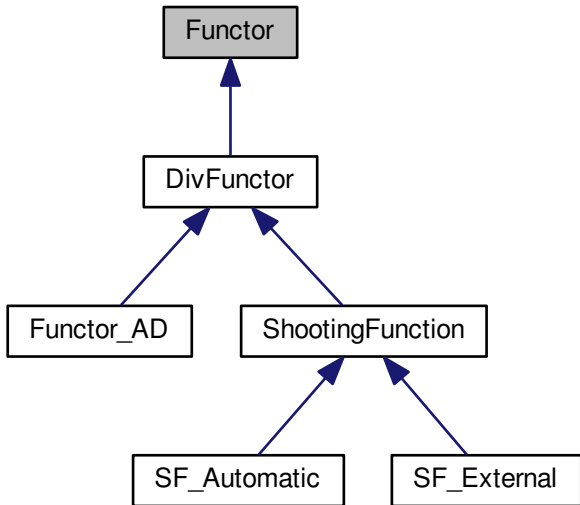 Functor
DivFunctor
Functor_AD
ShootingFunction
SF_Automatic
SF_External